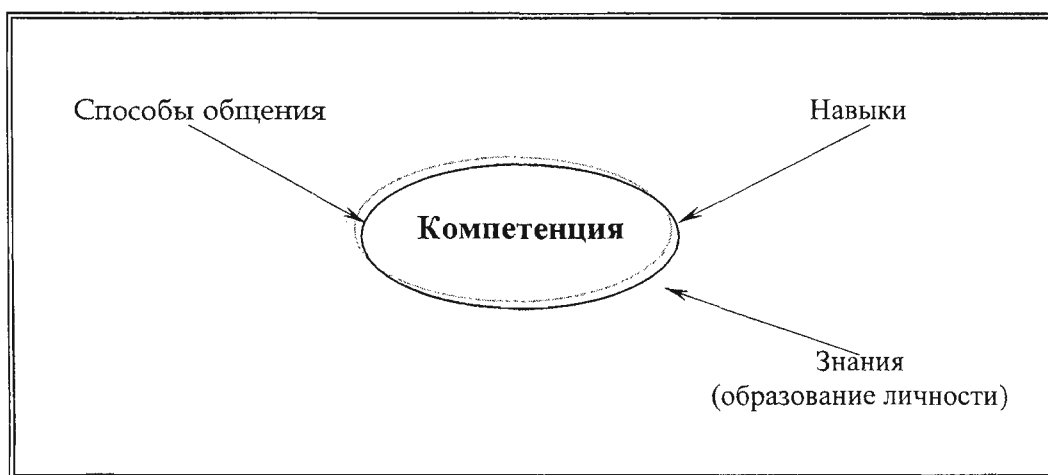 Способы общения
Навыки
Компетенция
Знания
(образование личности)